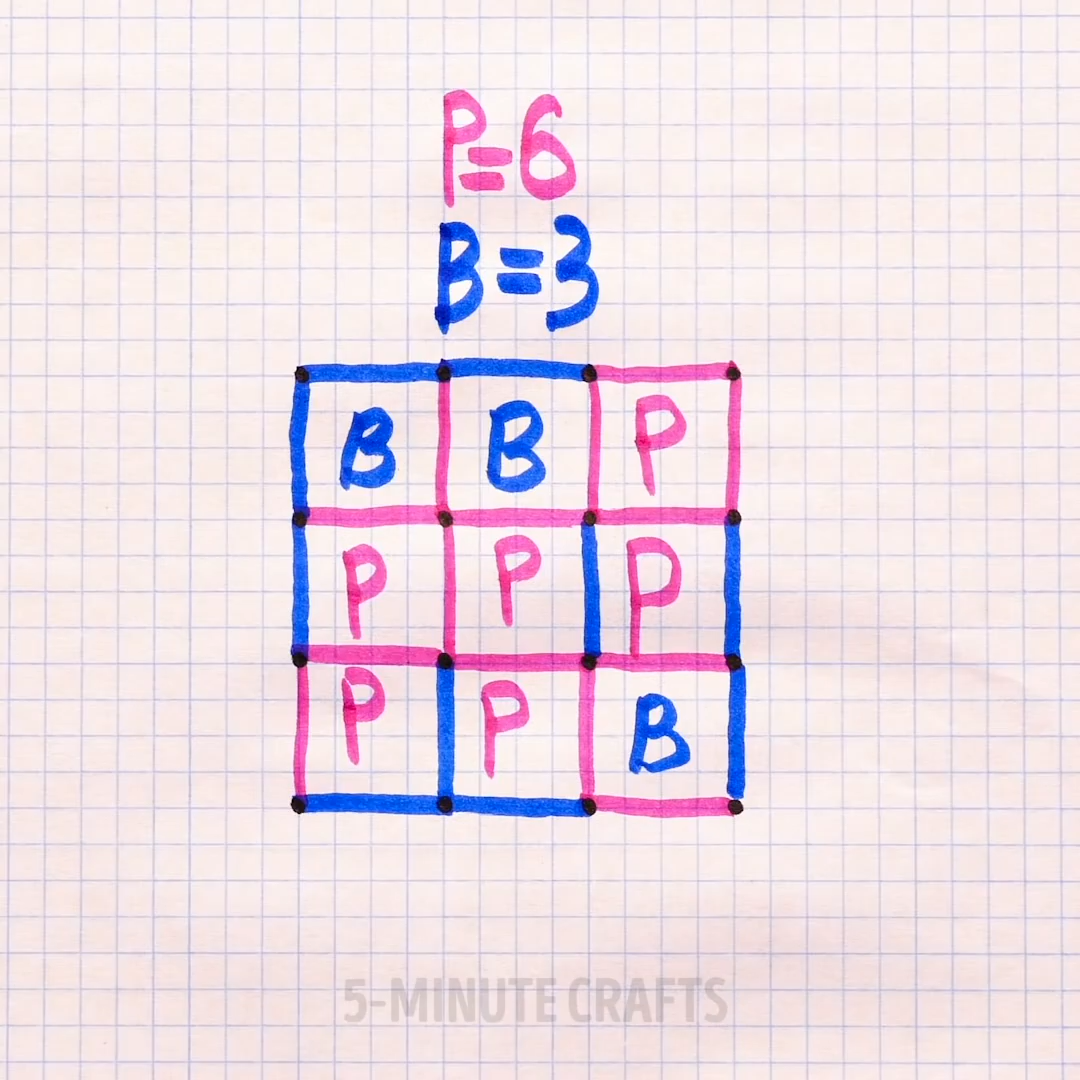 P=6
B=3
B B P
P P P
P P B
5-MINUTE CRAFTS